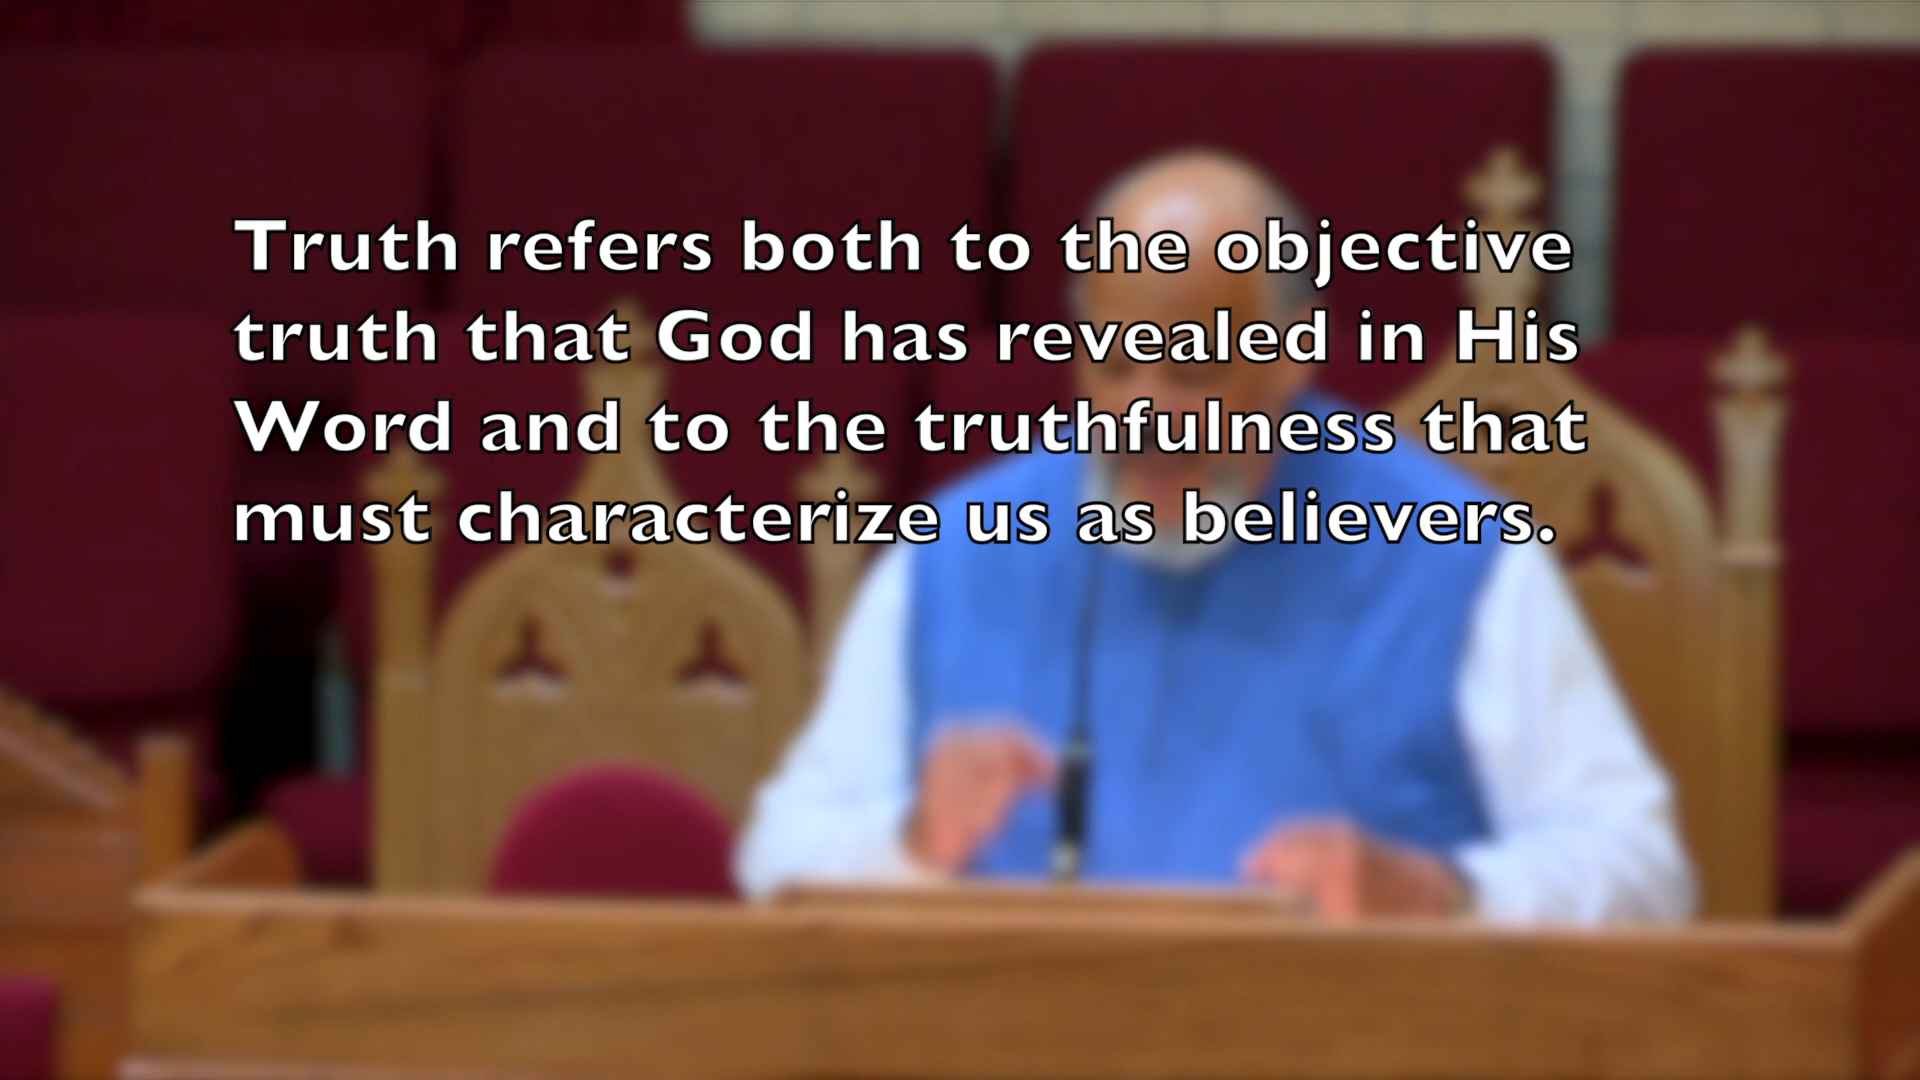 Truth refers both to the objective
truth that God has revealed in His
Word and to the truthfulness that
must characterize us as believers.